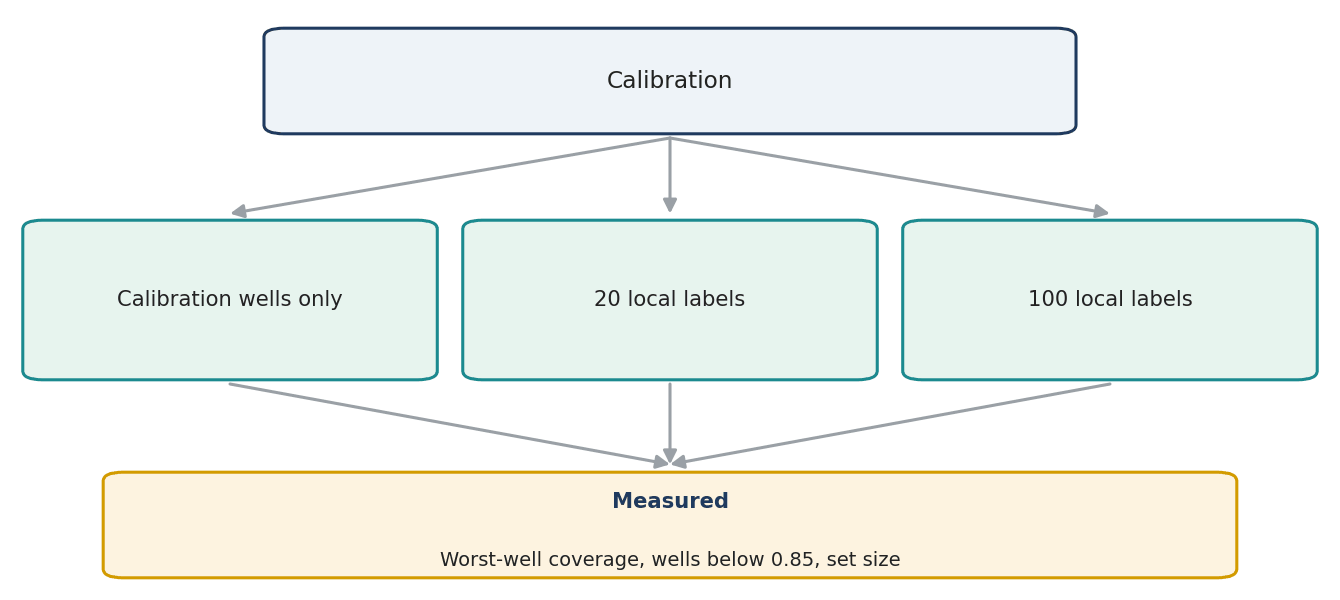 Calibration
Calibration wells only
20 local labels
100 local labels
Measured
Worst-well coverage, wells below 0.85, set size